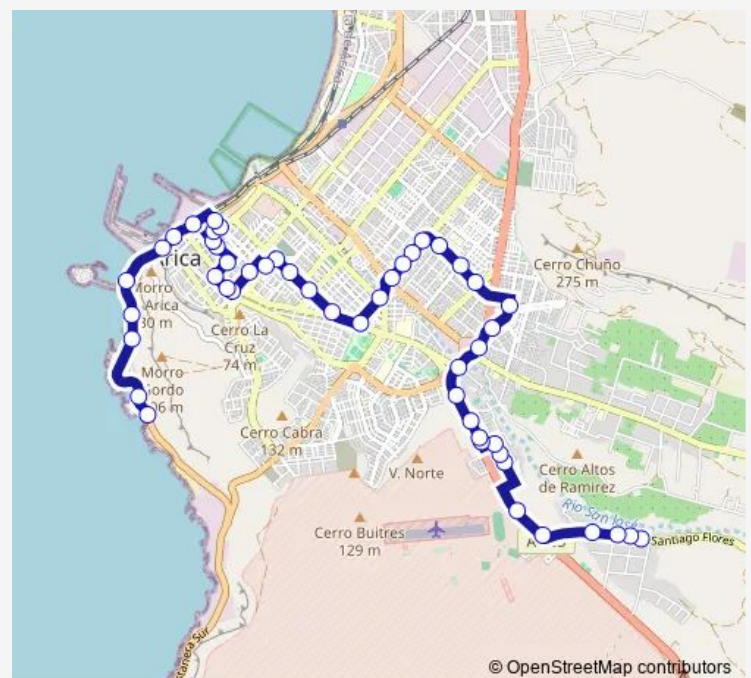 Cerro Chuño
275 m
Arica
Morro
Arica
Cerro La
Cruz
74 m
Morro
Gordo
Cerro Cabra
132 m
V. Norte
Cerro Altos
de Ramirez
Río San José
Cerro Buitres
129 m
Santiago Flores
© OpenStreetMap contributors